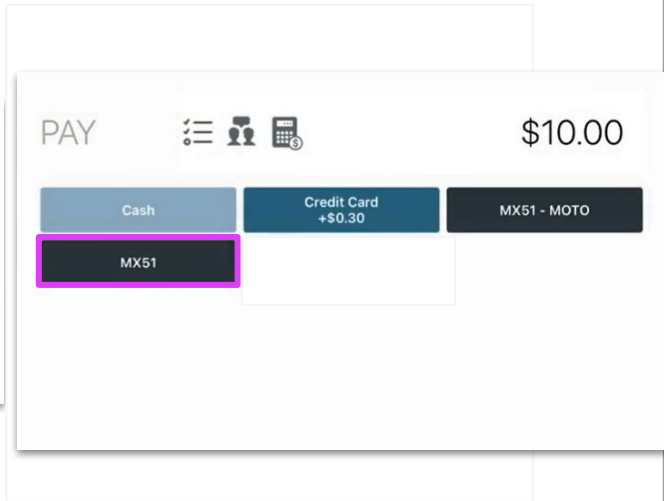 PAY
$10.00
Cash
Credit Card
+$0.30
MX51 - MOTO
MX51